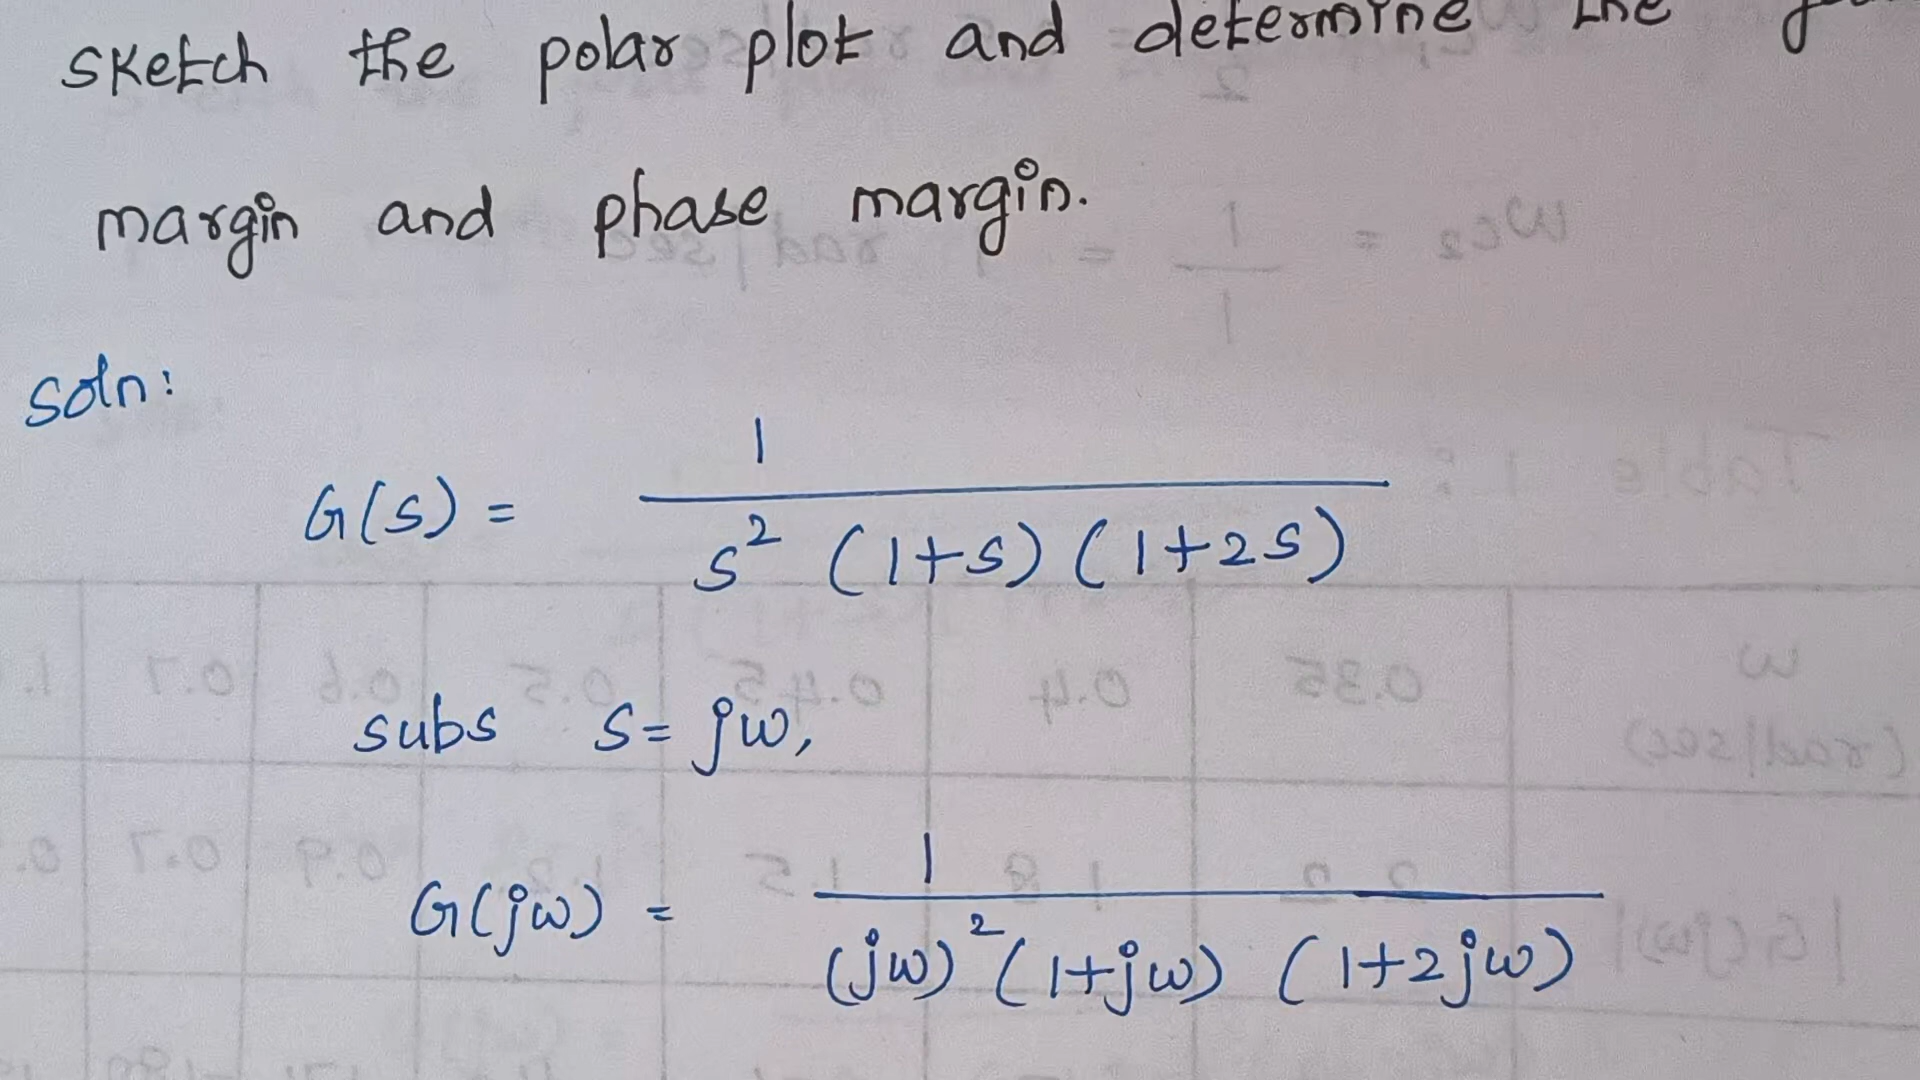 sketch the polar plot and determine the
margin and phase margin.
soln:
G(s) = 1 / s² (1+s) (1+2s)
subs s = jω,
G(jω) = 1 / (jω)² (1+jω) (1+2jω)